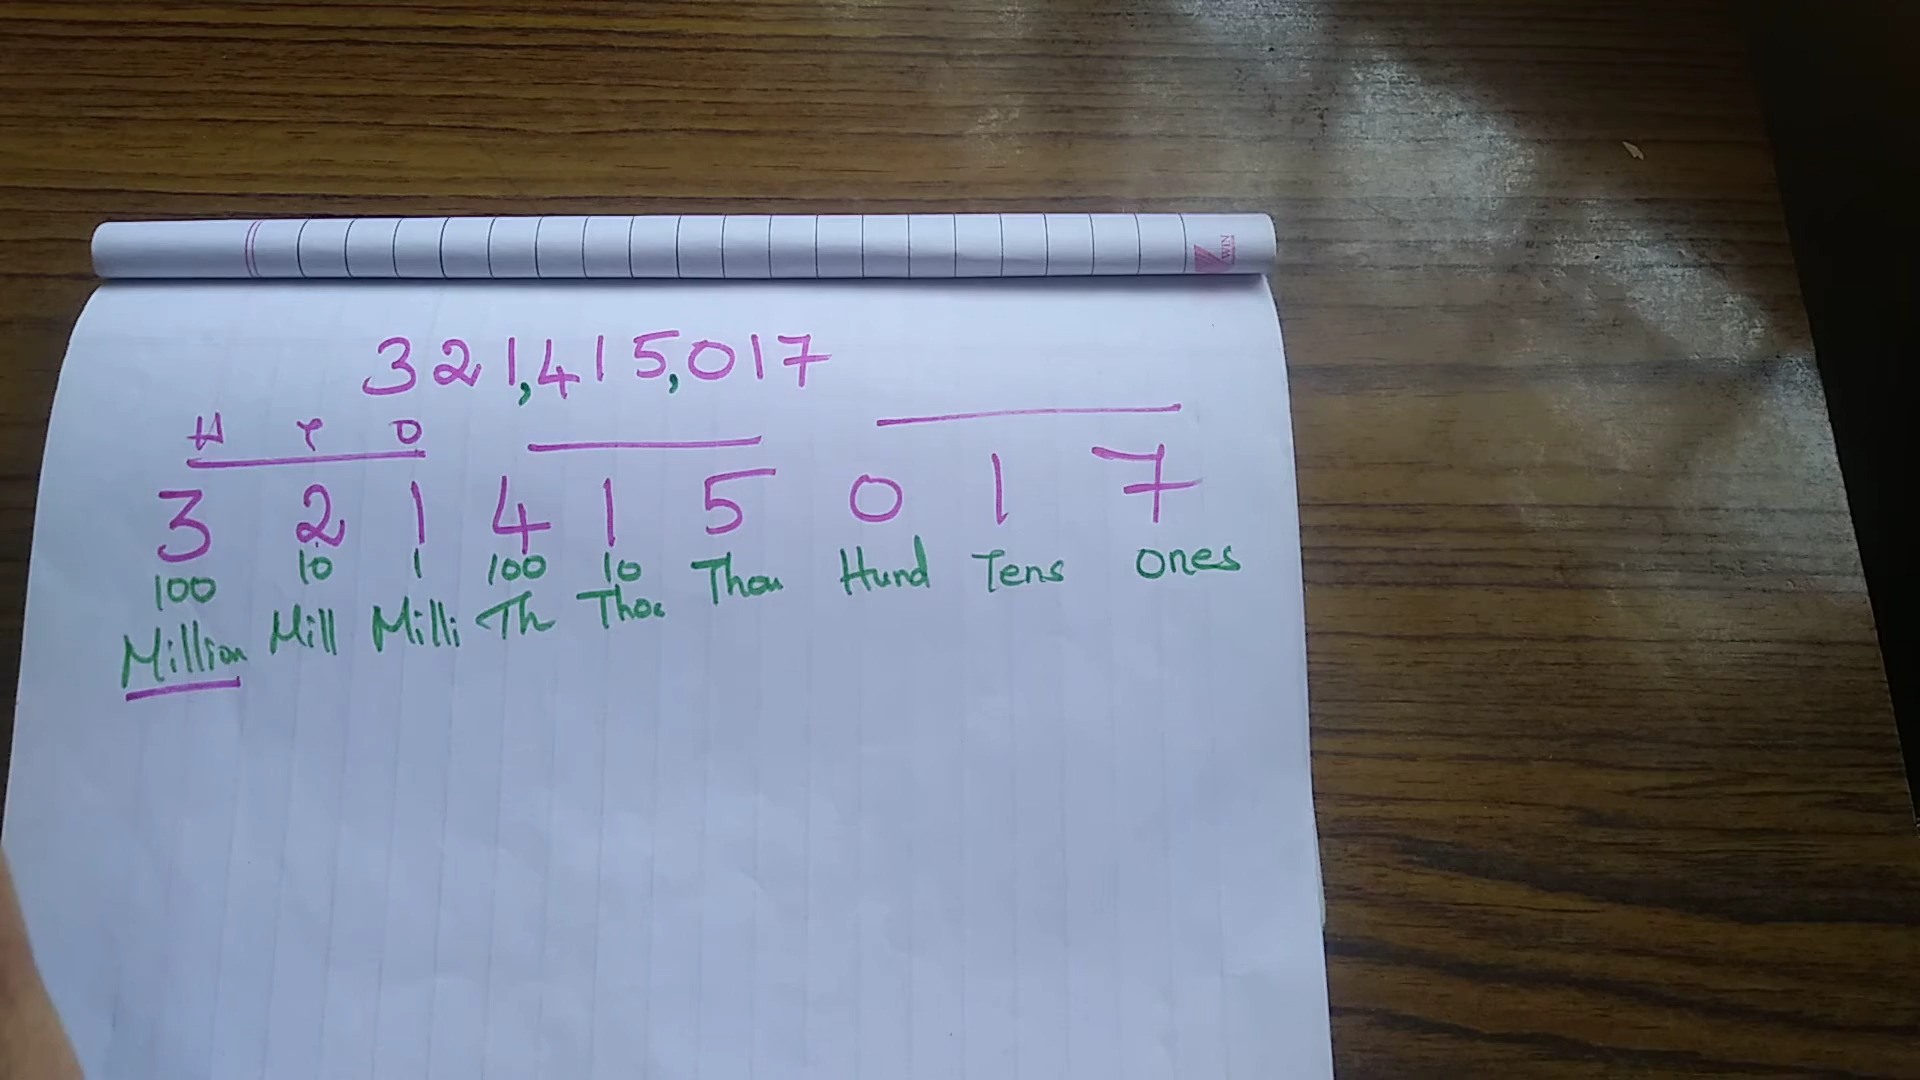 321,415,017
H T O
3 2 1 4 1 5 0 1 7
100 10 1 100 10 Thou Hund Tens Ones
Million Mill Milli Th Thou
WIN